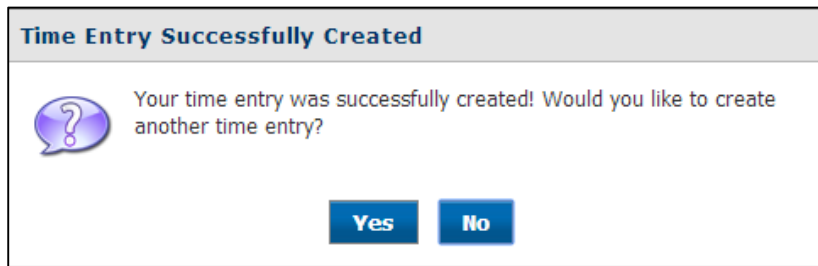 Time Entry Successfully Created
Your time entry was successfully created! Would you like to create
another time entry?
Yes No